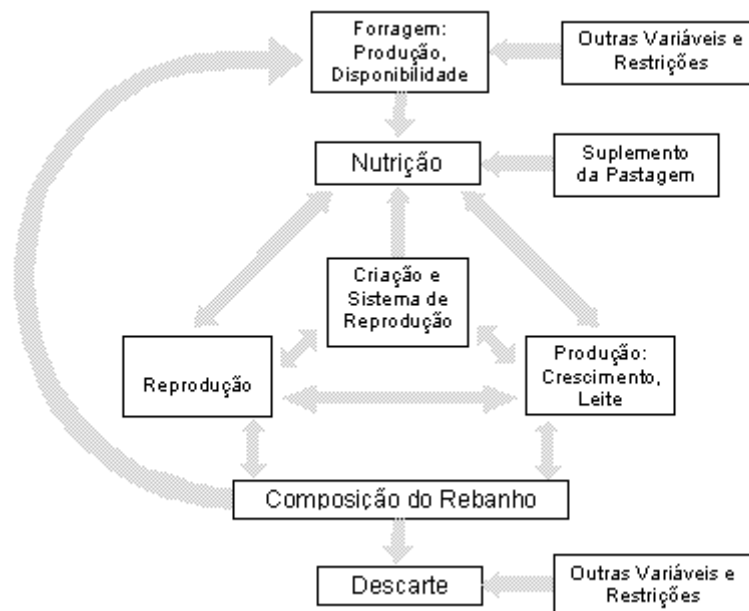 Forragem:
Produção,
Disponibilidade
Outras Variáveis e
Restrições
Nutrição
Suplemento
da Pastagem
Criação e
Sistema de
Reprodução
Reprodução
Produção:
Crescimento,
Leite
Composição do Rebanho
Descarte
Outras Variáveis e
Restrições